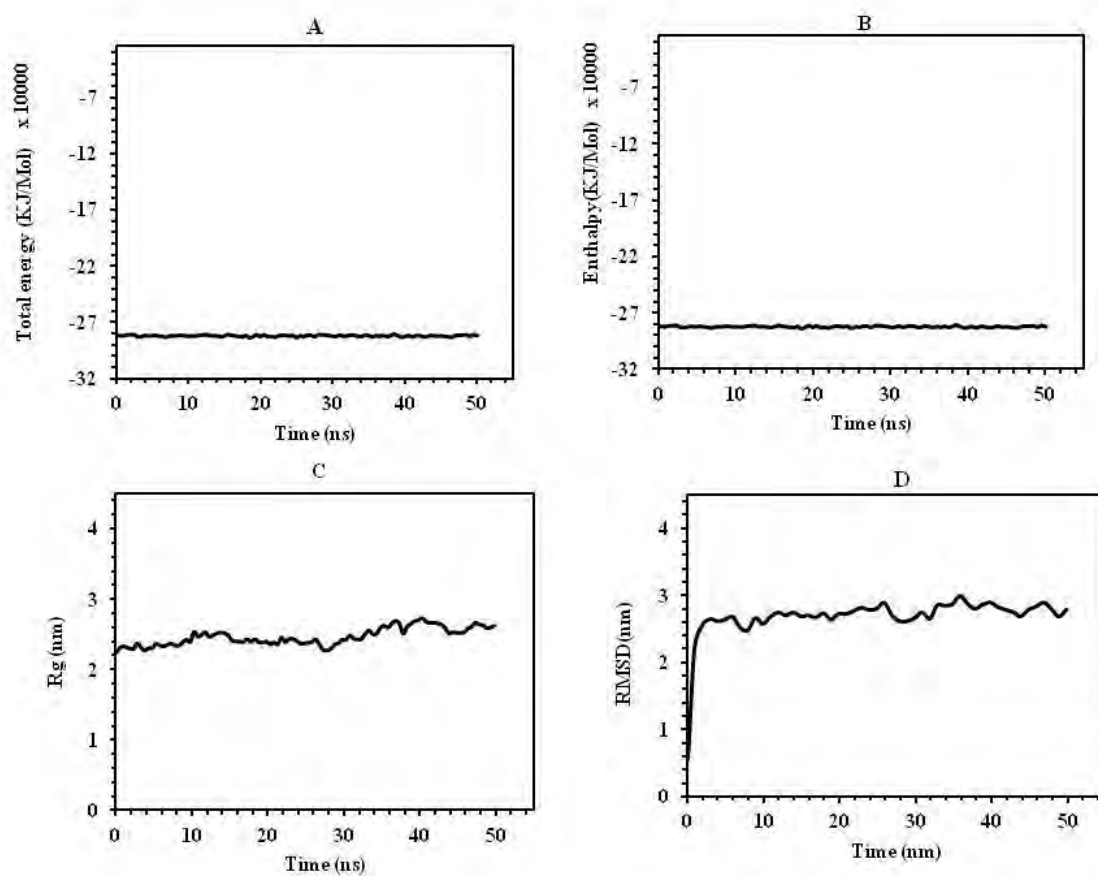 A
Total energy (KJ/Mol) x 10000
-7
-12
-17
-22
-27
-32
0 10 20 30 40 50
Time (ns)
B
Enthalpy(KJ/Mol) x 10000
-7
-12
-17
-22
-27
-32
0 10 20 30 40 50
Time (ns)
C
Rg (nm)
4
3
2
1
0
0 10 20 30 40 50
Time (ns)
D
RMSD(nm)
4
3
2
1
0
0 10 20 30 40 50
Time (nm)